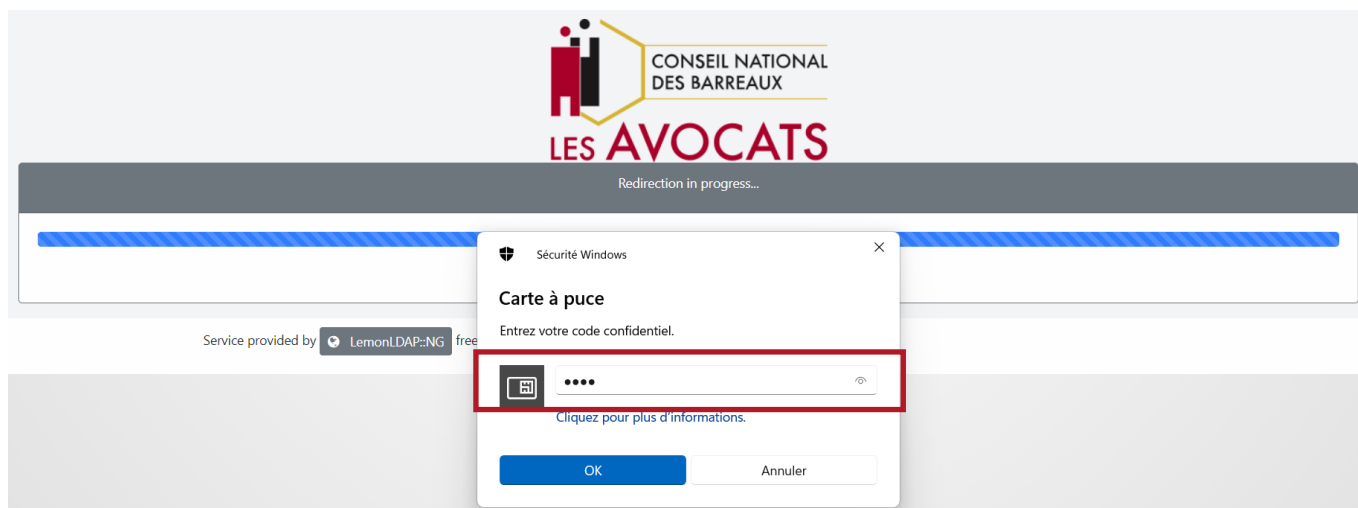 CONSEIL NATIONAL
DES BARREAUX
LES AVOCATS
Redirection in progress...
Sécurité Windows
Carte à puce
Entrez votre code confidentiel.
Service provided by LemonLDAP::NG free
••••
Cliquez pour plus d'informations.
OK Annuler